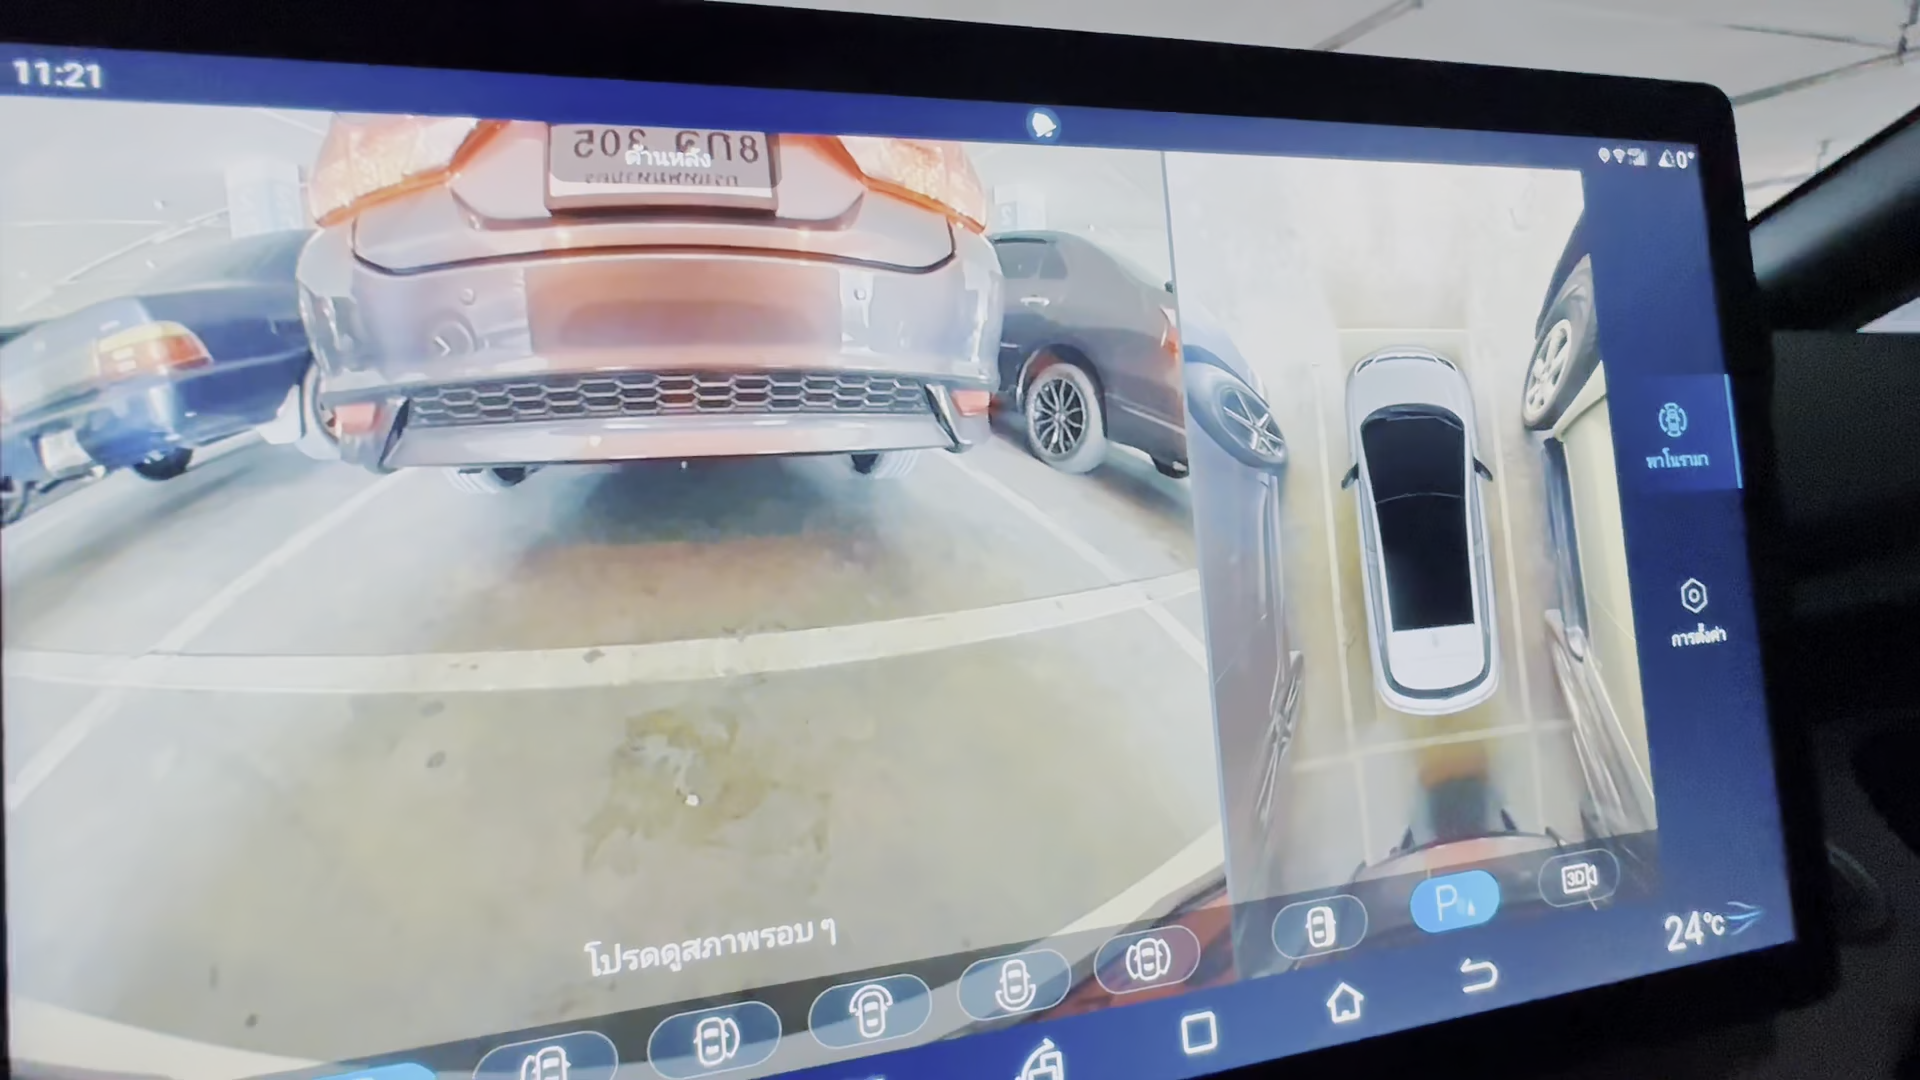 11:21
ด้านหลัง
0°
พาโนรามา
การตั้งค่า
โปรดดูสภาพรอบ ๆ
P
3D
24°C